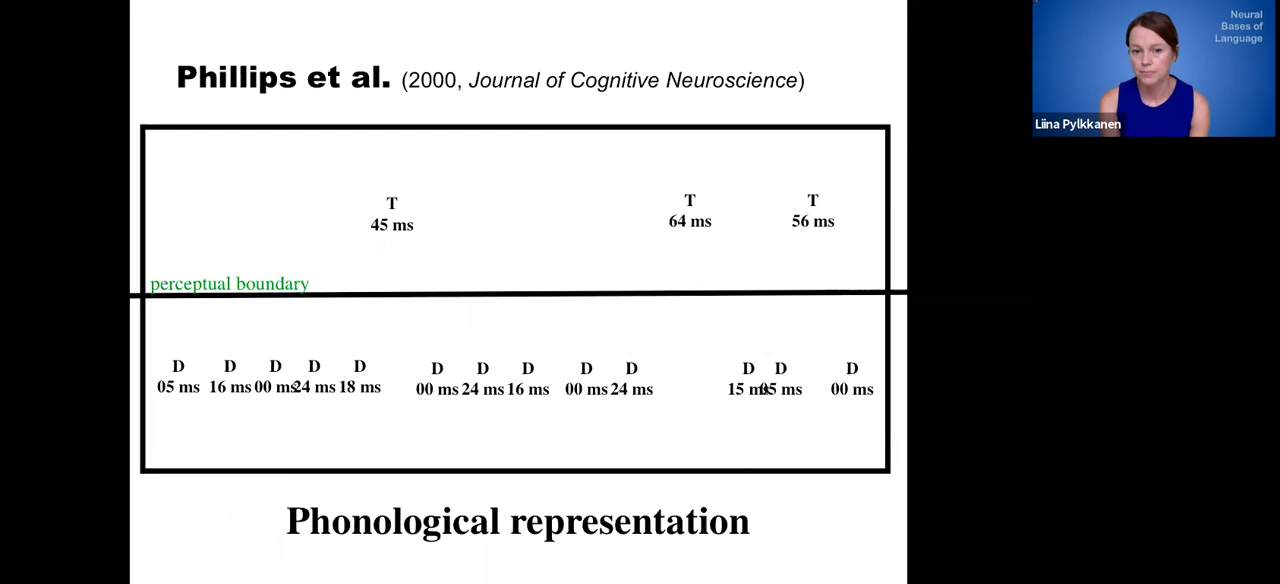 Neural
Bases of
Language
Phillips et al. (2000, Journal of Cognitive Neuroscience)
Liina Pylkkanen
T T T
45 ms 64 ms 56 ms
perceptual boundary
D D D D D D D D D D D D D
05 ms 16 ms 00 ms 24 ms 18 ms 00 ms 24 ms 16 ms 00 ms 24 ms 15 ms 05 ms 00 ms
Phonological representation